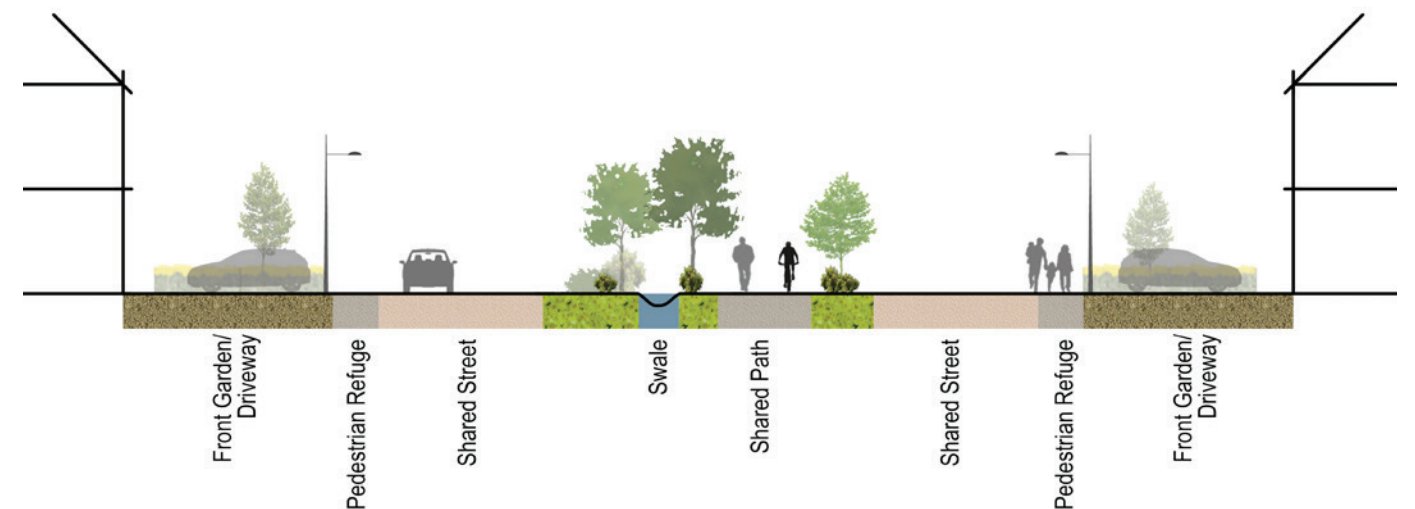 Front Garden/
Driveway
Pedestrian Refuge
Shared Street
Swale
Shared Path
Shared Street
Pedestrian Refuge
Front Garden/
Driveway